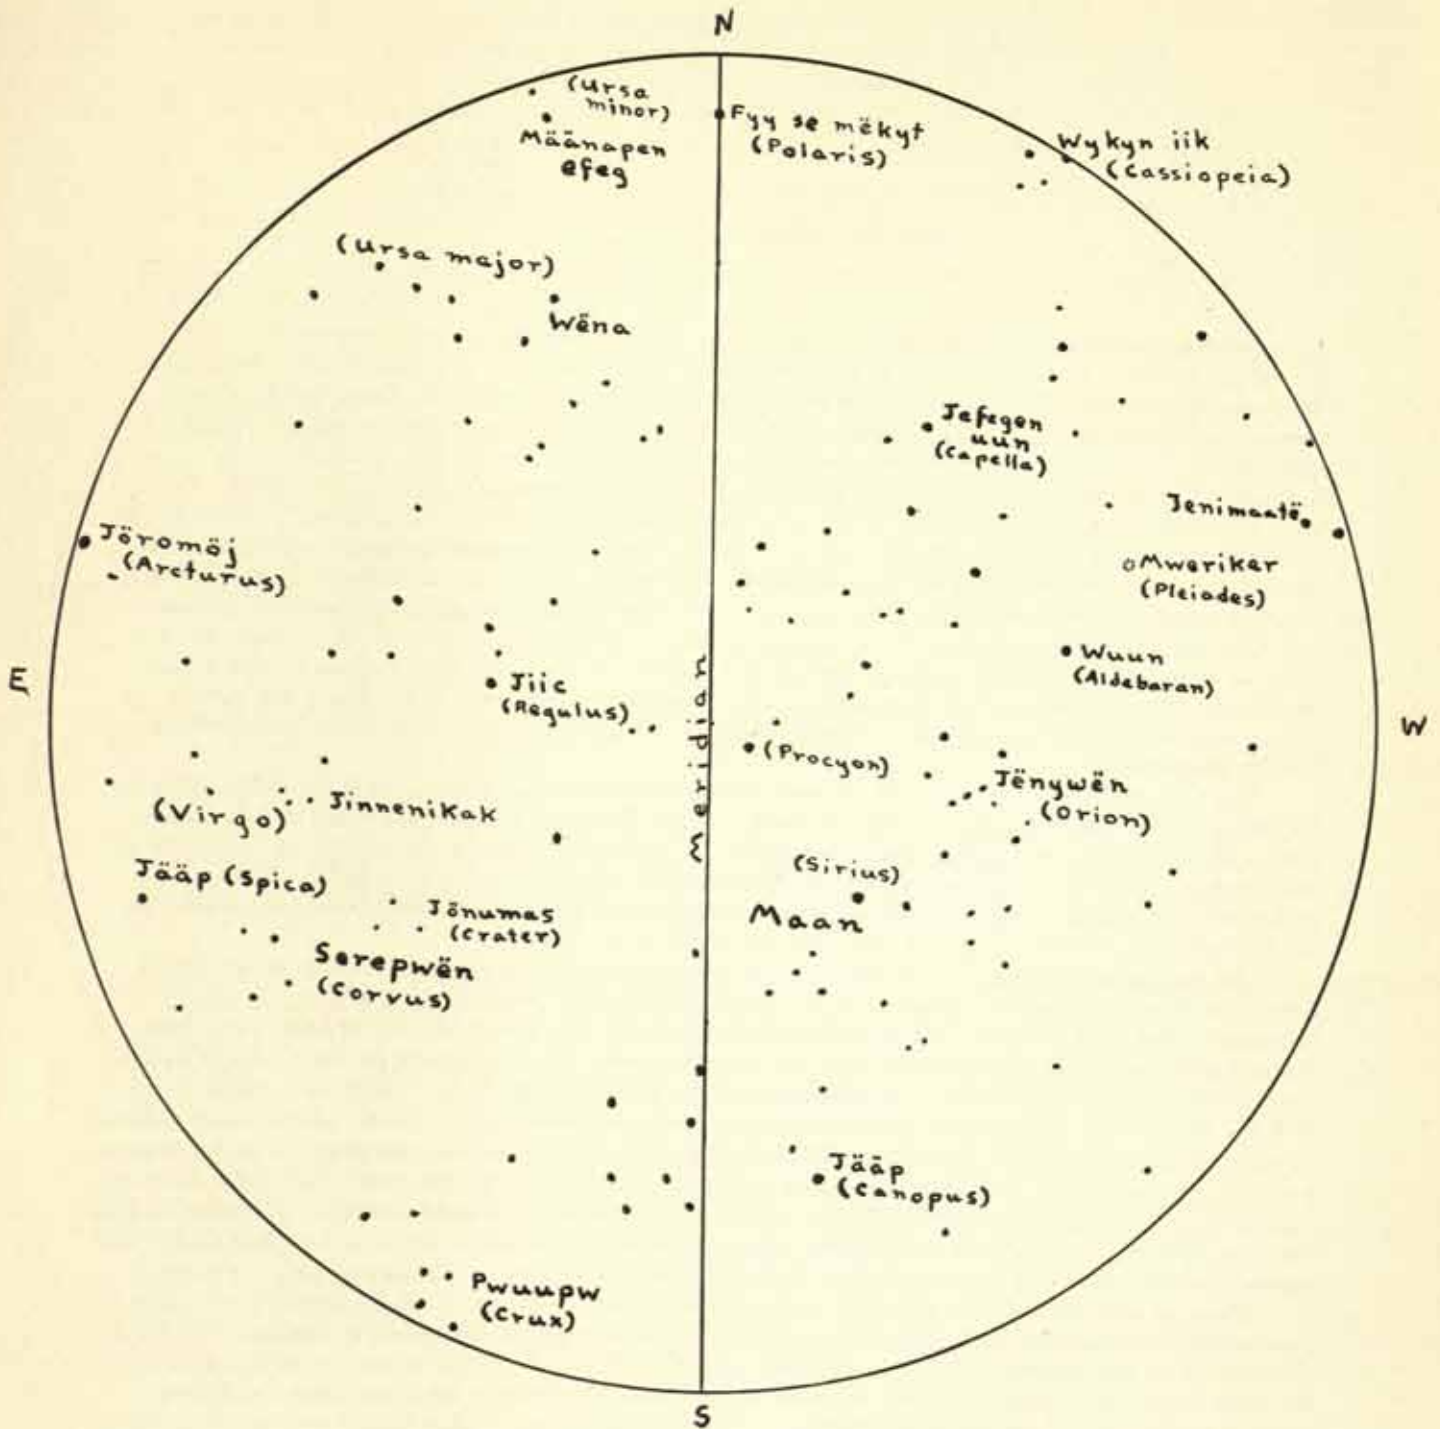 N
(Ursa
minor)
Määnapen
efeg
Fyy se mëkyt
(Polaris)
Wykyn iik
(Cassiopeia)
(Ursa major)
Wëna
Jefegen
uun
(Capella)
Jenimaatë
Jöromöj
(Arcturus)
Mweriker
(Pleiades)
E
Wuun
(Aldebaran)
Jiic
(Regulus)
meridian
W
(Procyon)
Jënywën
(Orion)
(Virgo)
Jinnenikak
Jääp (Spica)
(Sirius)
Maan
Jönumas
(Crater)
Serepwën
(Corvus)
Jääp
(Canopus)
Pwuupw
(Crux)
S